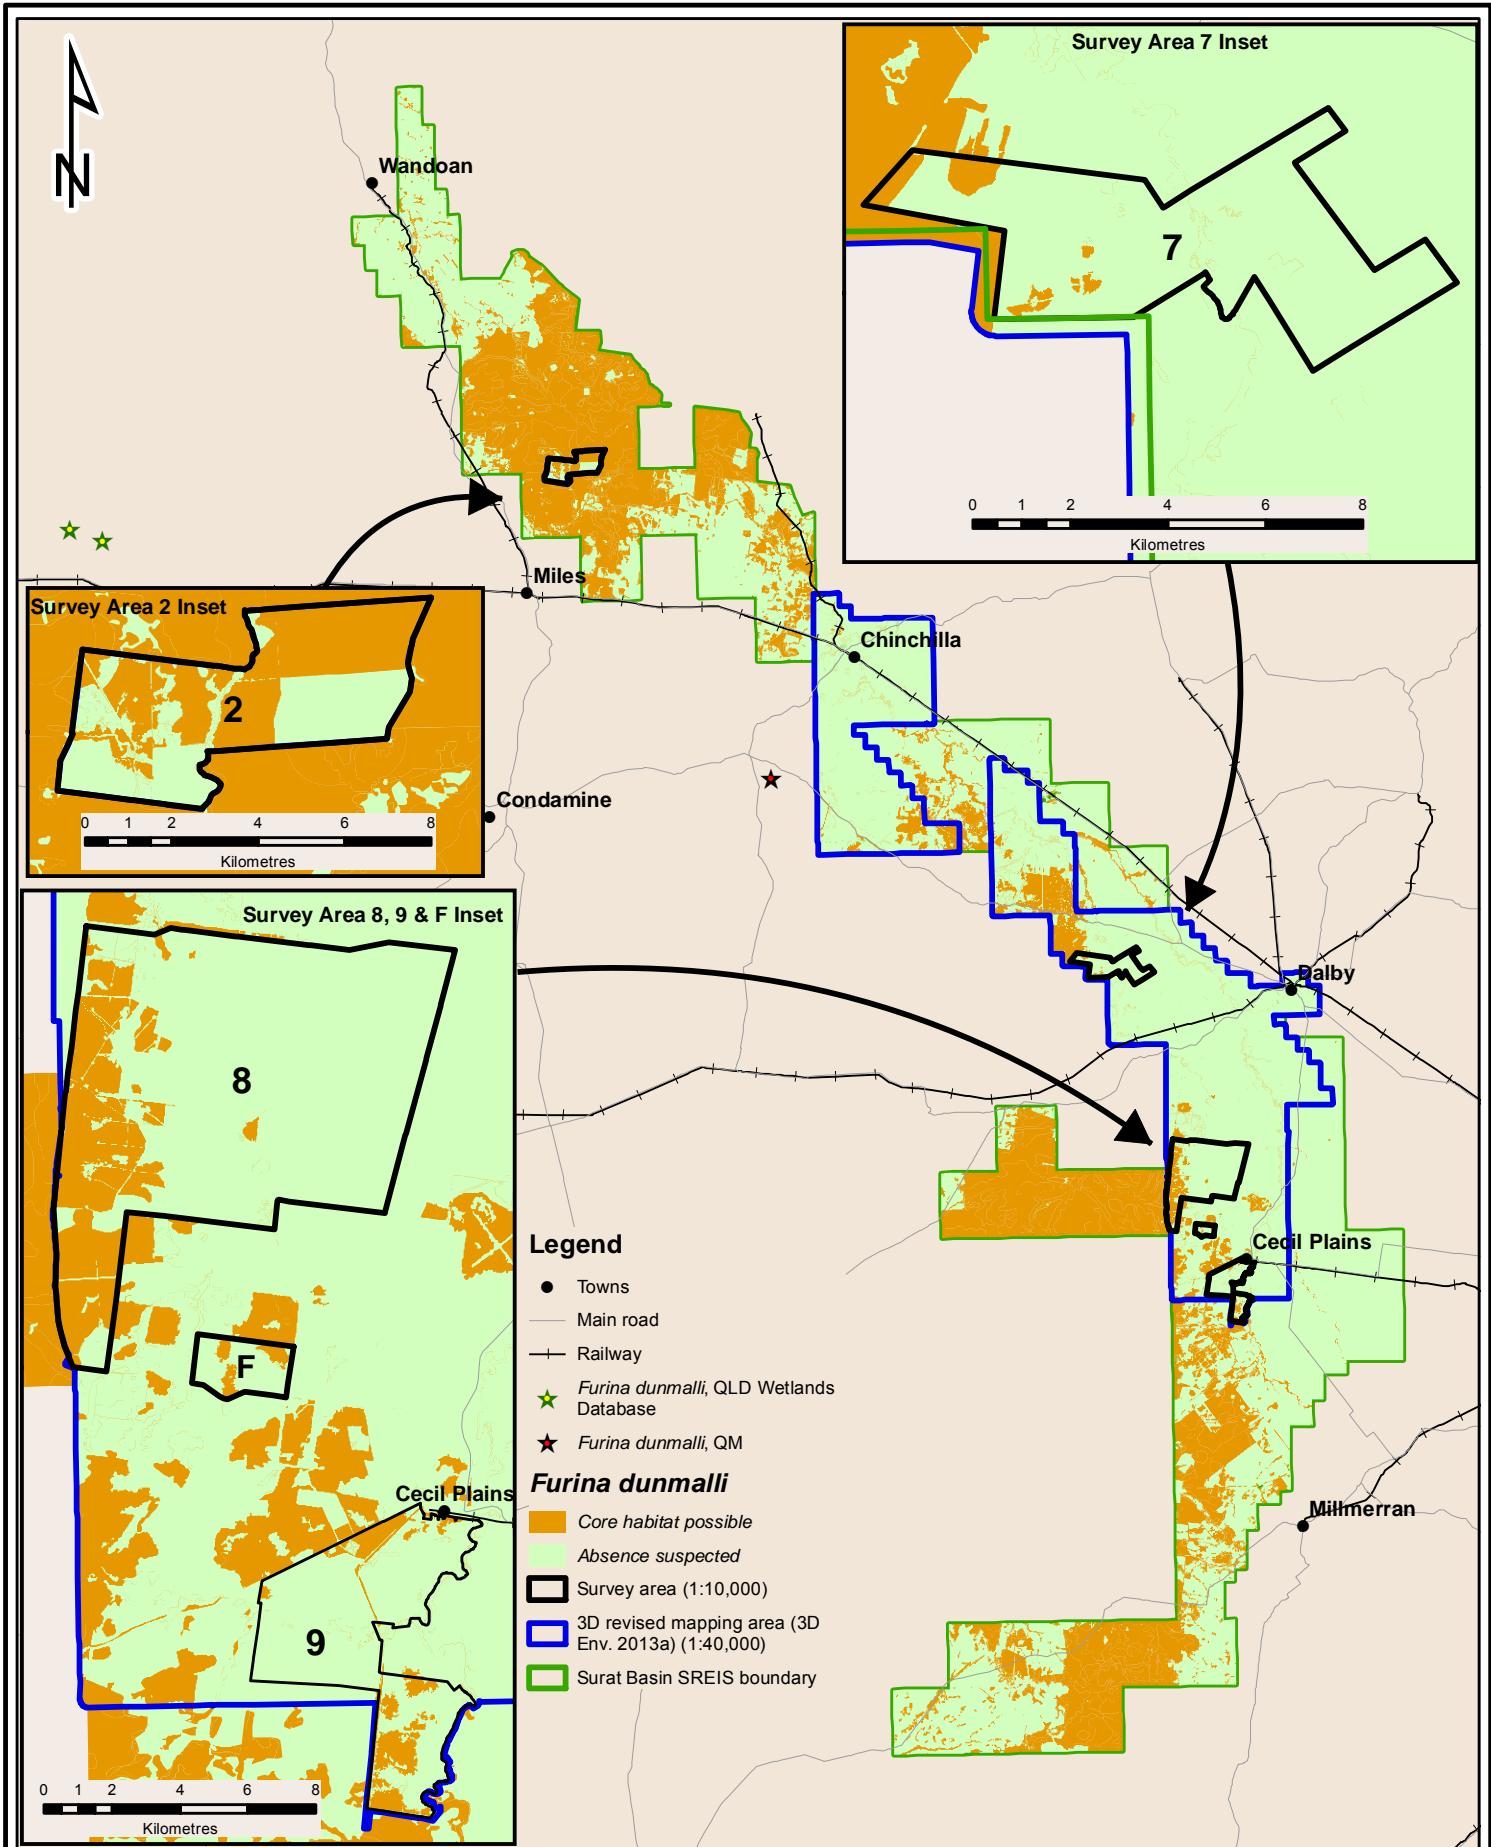 Survey Area 7 Inset
N
Wandoan
7
0 1 2 4 6 8
Kilometres
Miles
Survey Area 2 Inset
2
0 1 2 4 6 8
Kilometres
Chinchilla
Condamine
Survey Area 8, 9 & F Inset
8
F
Cecil Plains
9
0 1 2 4 6 8
Kilometres
Dalby
Cecil Plains
Millmerran
Legend
Towns
Main road
Railway
Furina dunmalli, QLD Wetlands
Database
Furina dunmalli, QM
Furina dunmalli
Core habitat possible
Absence suspected
Survey area (1:10,000)
3D revised mapping area (3D
Env. 2013a) (1:40,000)
Surat Basin SREIS boundary